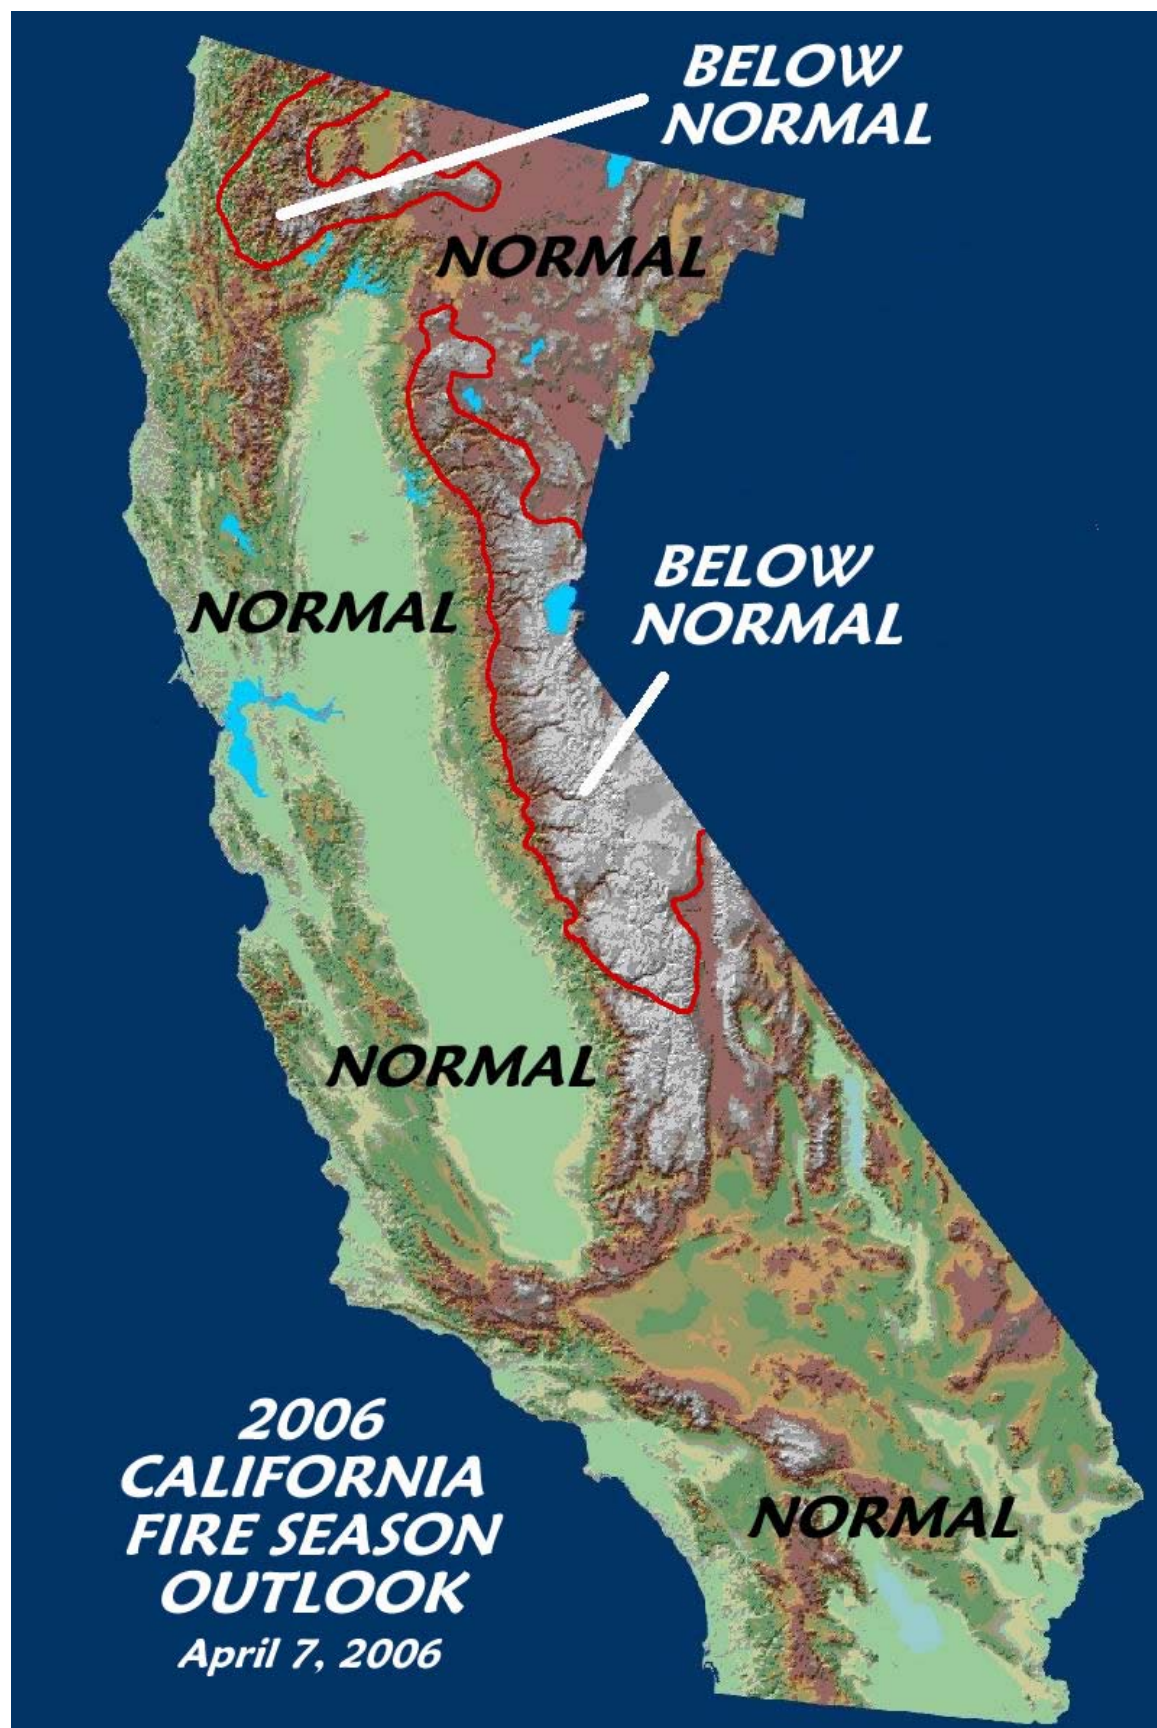 BELOW
NORMAL
NORMAL
BELOW
NORMAL
NORMAL
NORMAL
2006
CALIFORNIA
FIRE SEASON
OUTLOOK
April 7, 2006
NORMAL